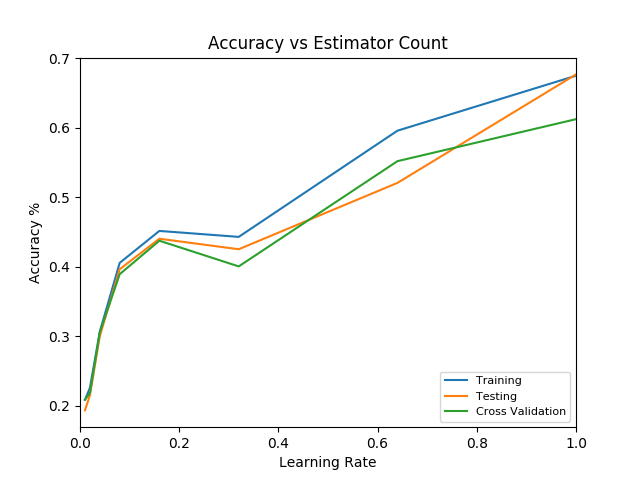 Accuracy vs Estimator Count
0.7
0.6
0.5
0.4
0.3
0.2
Accuracy %
Training
Testing
Cross Validation
0.0 0.2 0.4 0.6 0.8 1.0
Learning Rate